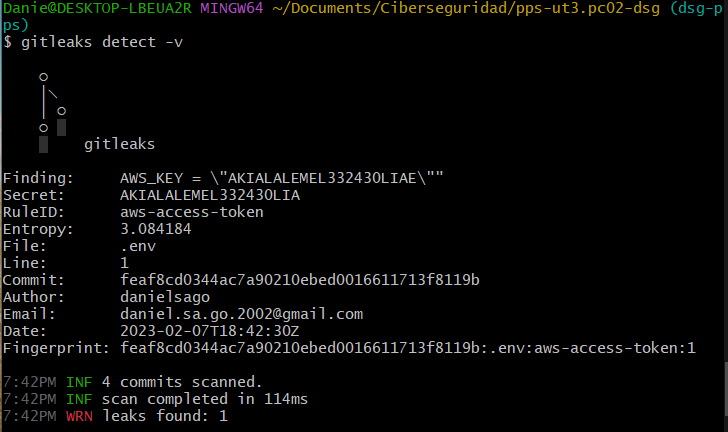 Danie@DESKTOP-LBEUA2R MINGW64 ~/Documents/Ciberseguridad/pps-ut3.pc02-dsg (dsg-p
ps)
$ gitleaks detect -v
○
│╲
│ ○
○ ░
░    gitleaks
Finding:     AWS_KEY = \"AKIALALEMEL33243OLIAE\""
Secret:      AKIALALEMEL33243OLIA
RuleID:      aws-access-token
Entropy:     3.084184
File:        .env
Line:        1
Commit:      feaf8cd0344ac7a90210ebed0016611713f8119b
Author:      danielsago
Email:       daniel.sa.go.2002@gmail.com
Date:        2023-02-07T18:42:30Z
Fingerprint: feaf8cd0344ac7a90210ebed0016611713f8119b:.env:aws-access-token:1
7:42PM INF 4 commits scanned.
7:42PM INF scan completed in 114ms
7:42PM WRN leaks found: 1